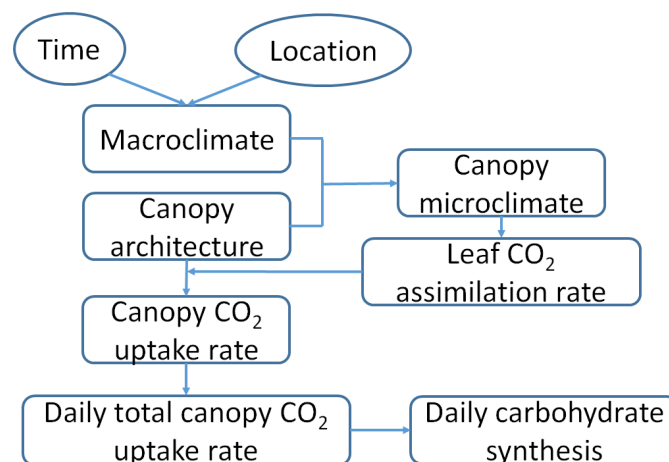 Time
Location
Macroclimate
Canopy
architecture
Canopy
microclimate
Leaf CO₂
assimilation rate
Canopy CO₂
uptake rate
Daily total canopy CO₂
uptake rate
Daily carbohydrate
synthesis